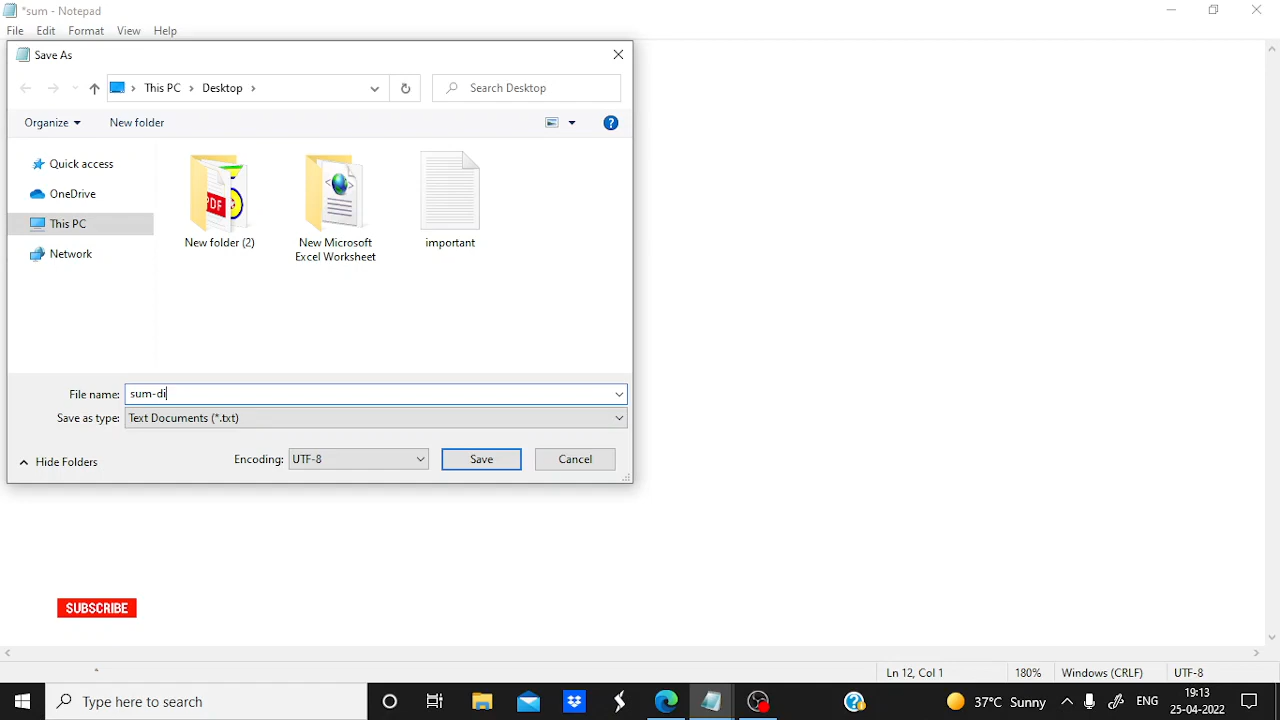 *sum - Notepad
File Edit Format View Help
Save As
This PC Desktop
Search Desktop
Organize New folder
Quick access
OneDrive
This PC
Network
PDF
New folder (2)
New Microsoft
Excel Worksheet
important
File name: sum-di
Save as type: Text Documents (*.txt)
Hide Folders Encoding: UTF-8 Save Cancel
SUBSCRIBE
Ln 12, Col 1 180% Windows (CRLF) UTF-8
Type here to search
37°C Sunny ENG
19:13
25-04-2022